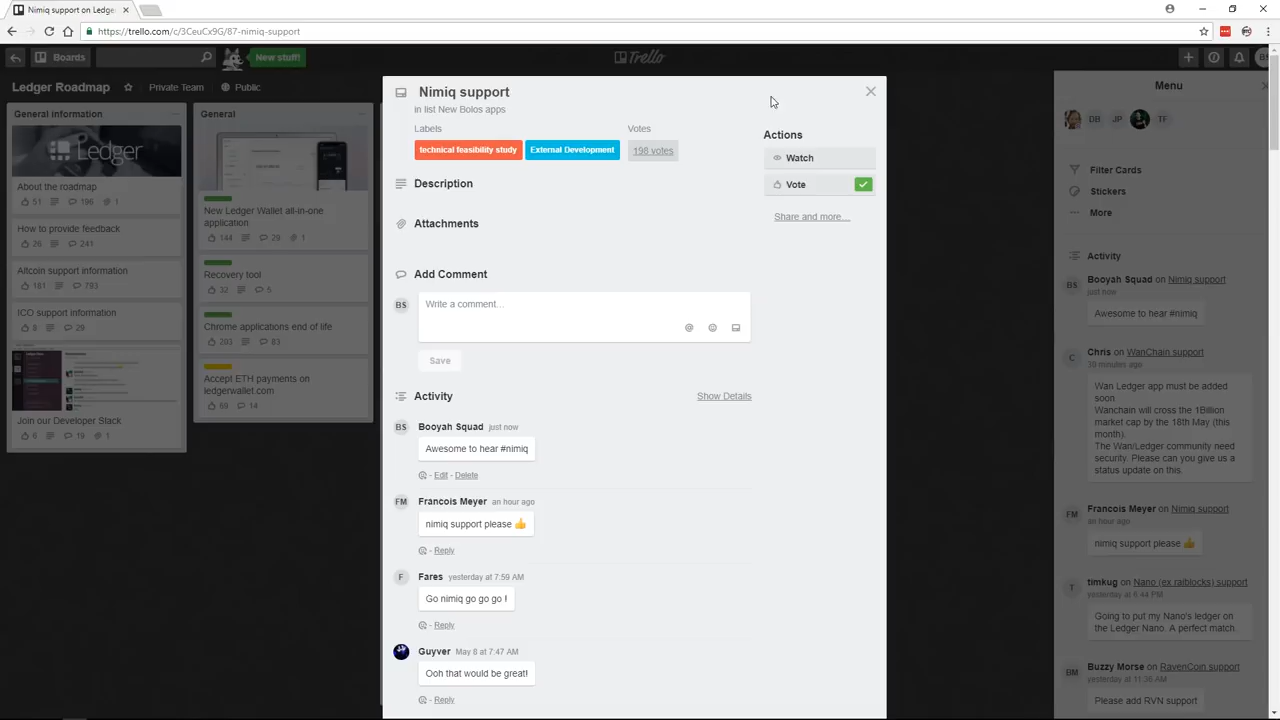 Nimiq support on Ledge
https://trello.com/c/3CeuCx9G/87-nimiq-support
Boards
New stuff!
Trello
BS
Ledger Roadmap
Private Team
Public
General information
Ledger
About the roadmap
51 196 1
How to provide feedback
26 241
Altcoin support information
181 793
ICO support information
8 29
Join our Developer Slack
6 19 1
General
New Ledger Wallet all-in-one
application
144 29 1
Recovery tool
32 5
Chrome applications end of life
203 83
Accept ETH payments on
ledgerwallet.com
69 14
Nimiq support
in list New Bolos apps
Labels
technical feasibility study
External Development
Votes
198 votes
Description
Attachments
Add Comment
BS
Write a comment…
@
Save
Activity
Show Details
BS
Booyah Squad just now
Awesome to hear #nimiq
- Edit - Delete
FM
Francois Meyer an hour ago
nimiq support please 👍
- Reply
F
Fares yesterday at 7:59 AM
Go nimiq go go go !
- Reply
Guyver May 8 at 7:47 AM
Ooh that would be great!
- Reply
Actions
Watch
Vote
Share and more...
Menu
DB JP TF
Filter Cards
Stickers
More
Activity
BS
Booyah Squad on Nimiq support
just now
Awesome to hear #nimiq
C
Chris on WanChain support
Wan Ledger app must be added
soon
Wanchain will cross the 1Billion
market cap by the 18th May (this
month).
The Wan/Ledger community need
security. Please can you give us a
status update on this.
FM
Francois Meyer on Nimiq support
an hour ago
nimiq support please 👍
T
timkug on Nano (ex raiblocks) support
yesterday at 6:44 PM
Going to put my Nano's ledger on
the Ledger Nano. A perfect match.
BM
Buzzy Morse on RavenCoin support
yesterday at 11:36 AM
Please add RVN support